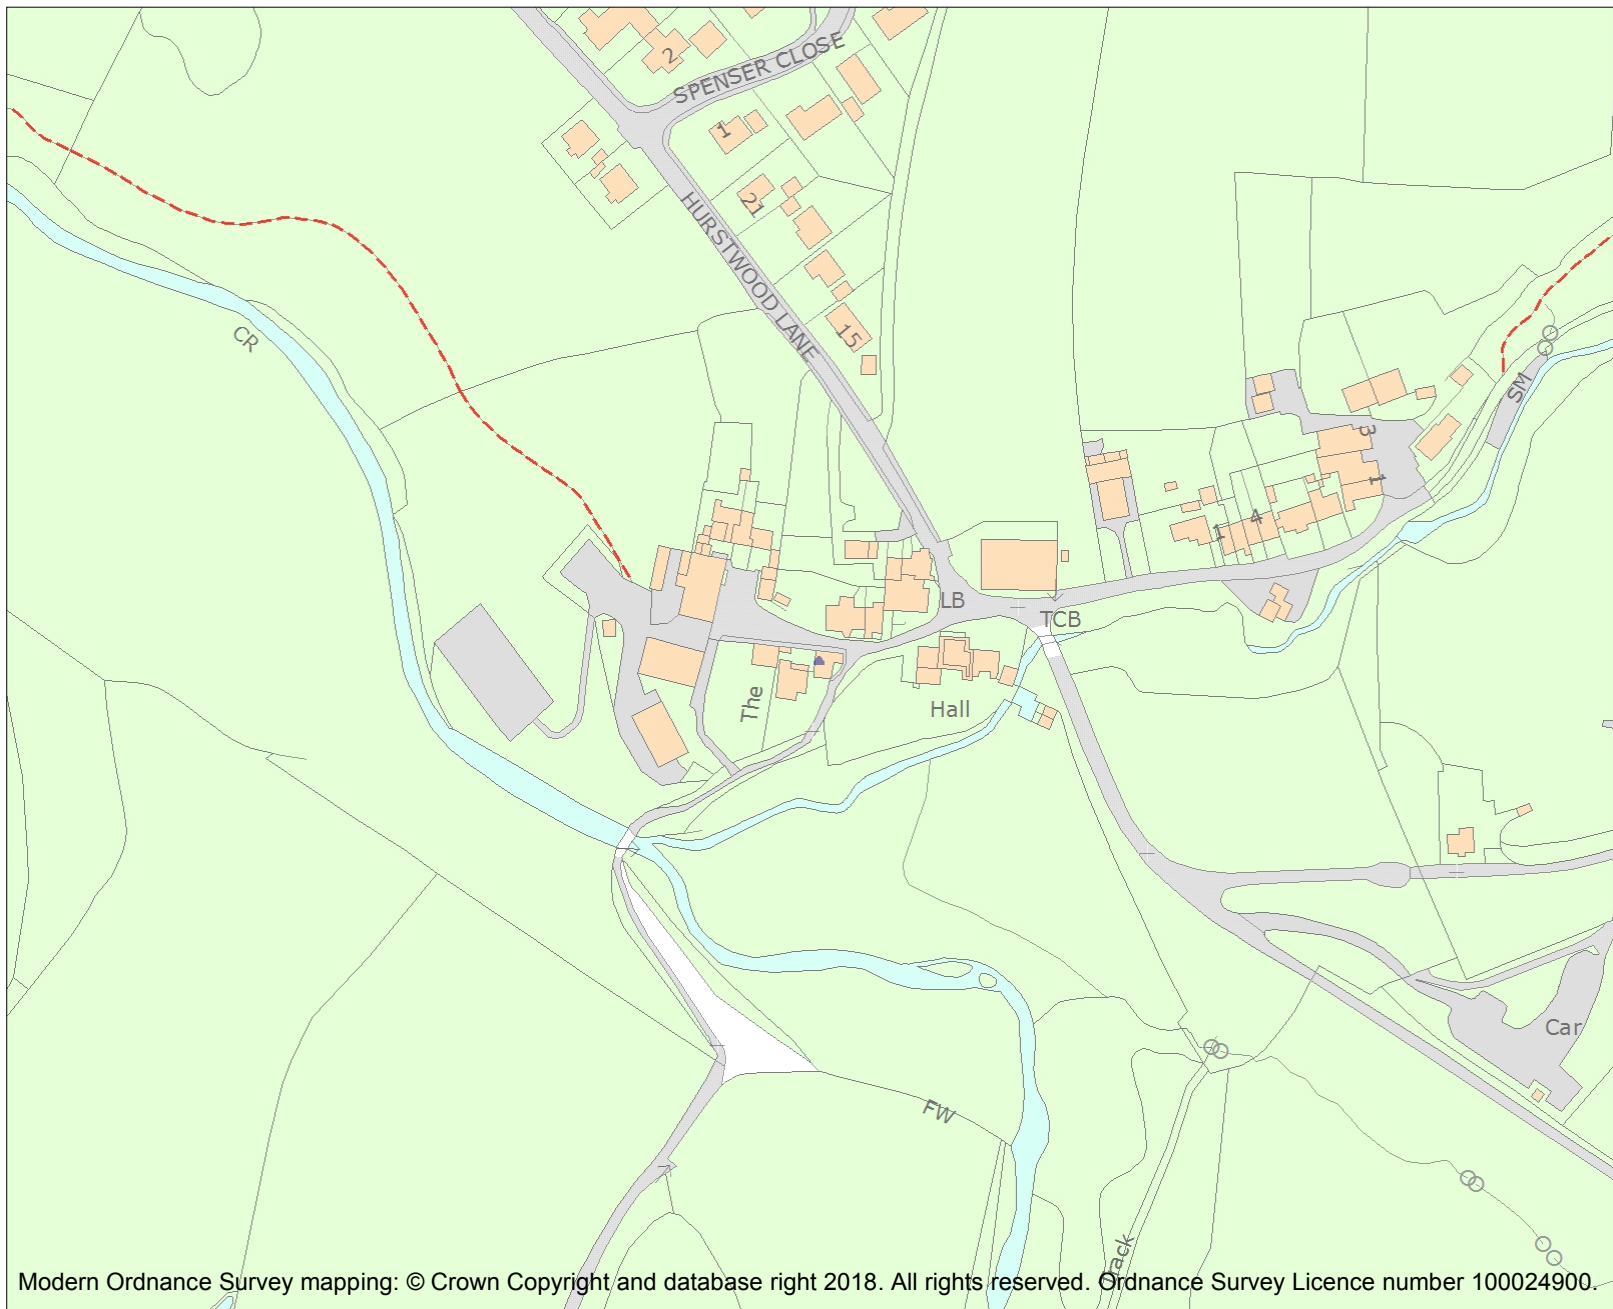 2
SPENSER CLOSE
1
21
HURSTWOOD LANE
15
CR
SM
3
1
1
4
LB
TCB
The
Hall
Car
FW
Track
Modern Ordnance Survey mapping: © Crown Copyright and database right 2018. All rights reserved. Ordnance Survey Licence number 100024900.